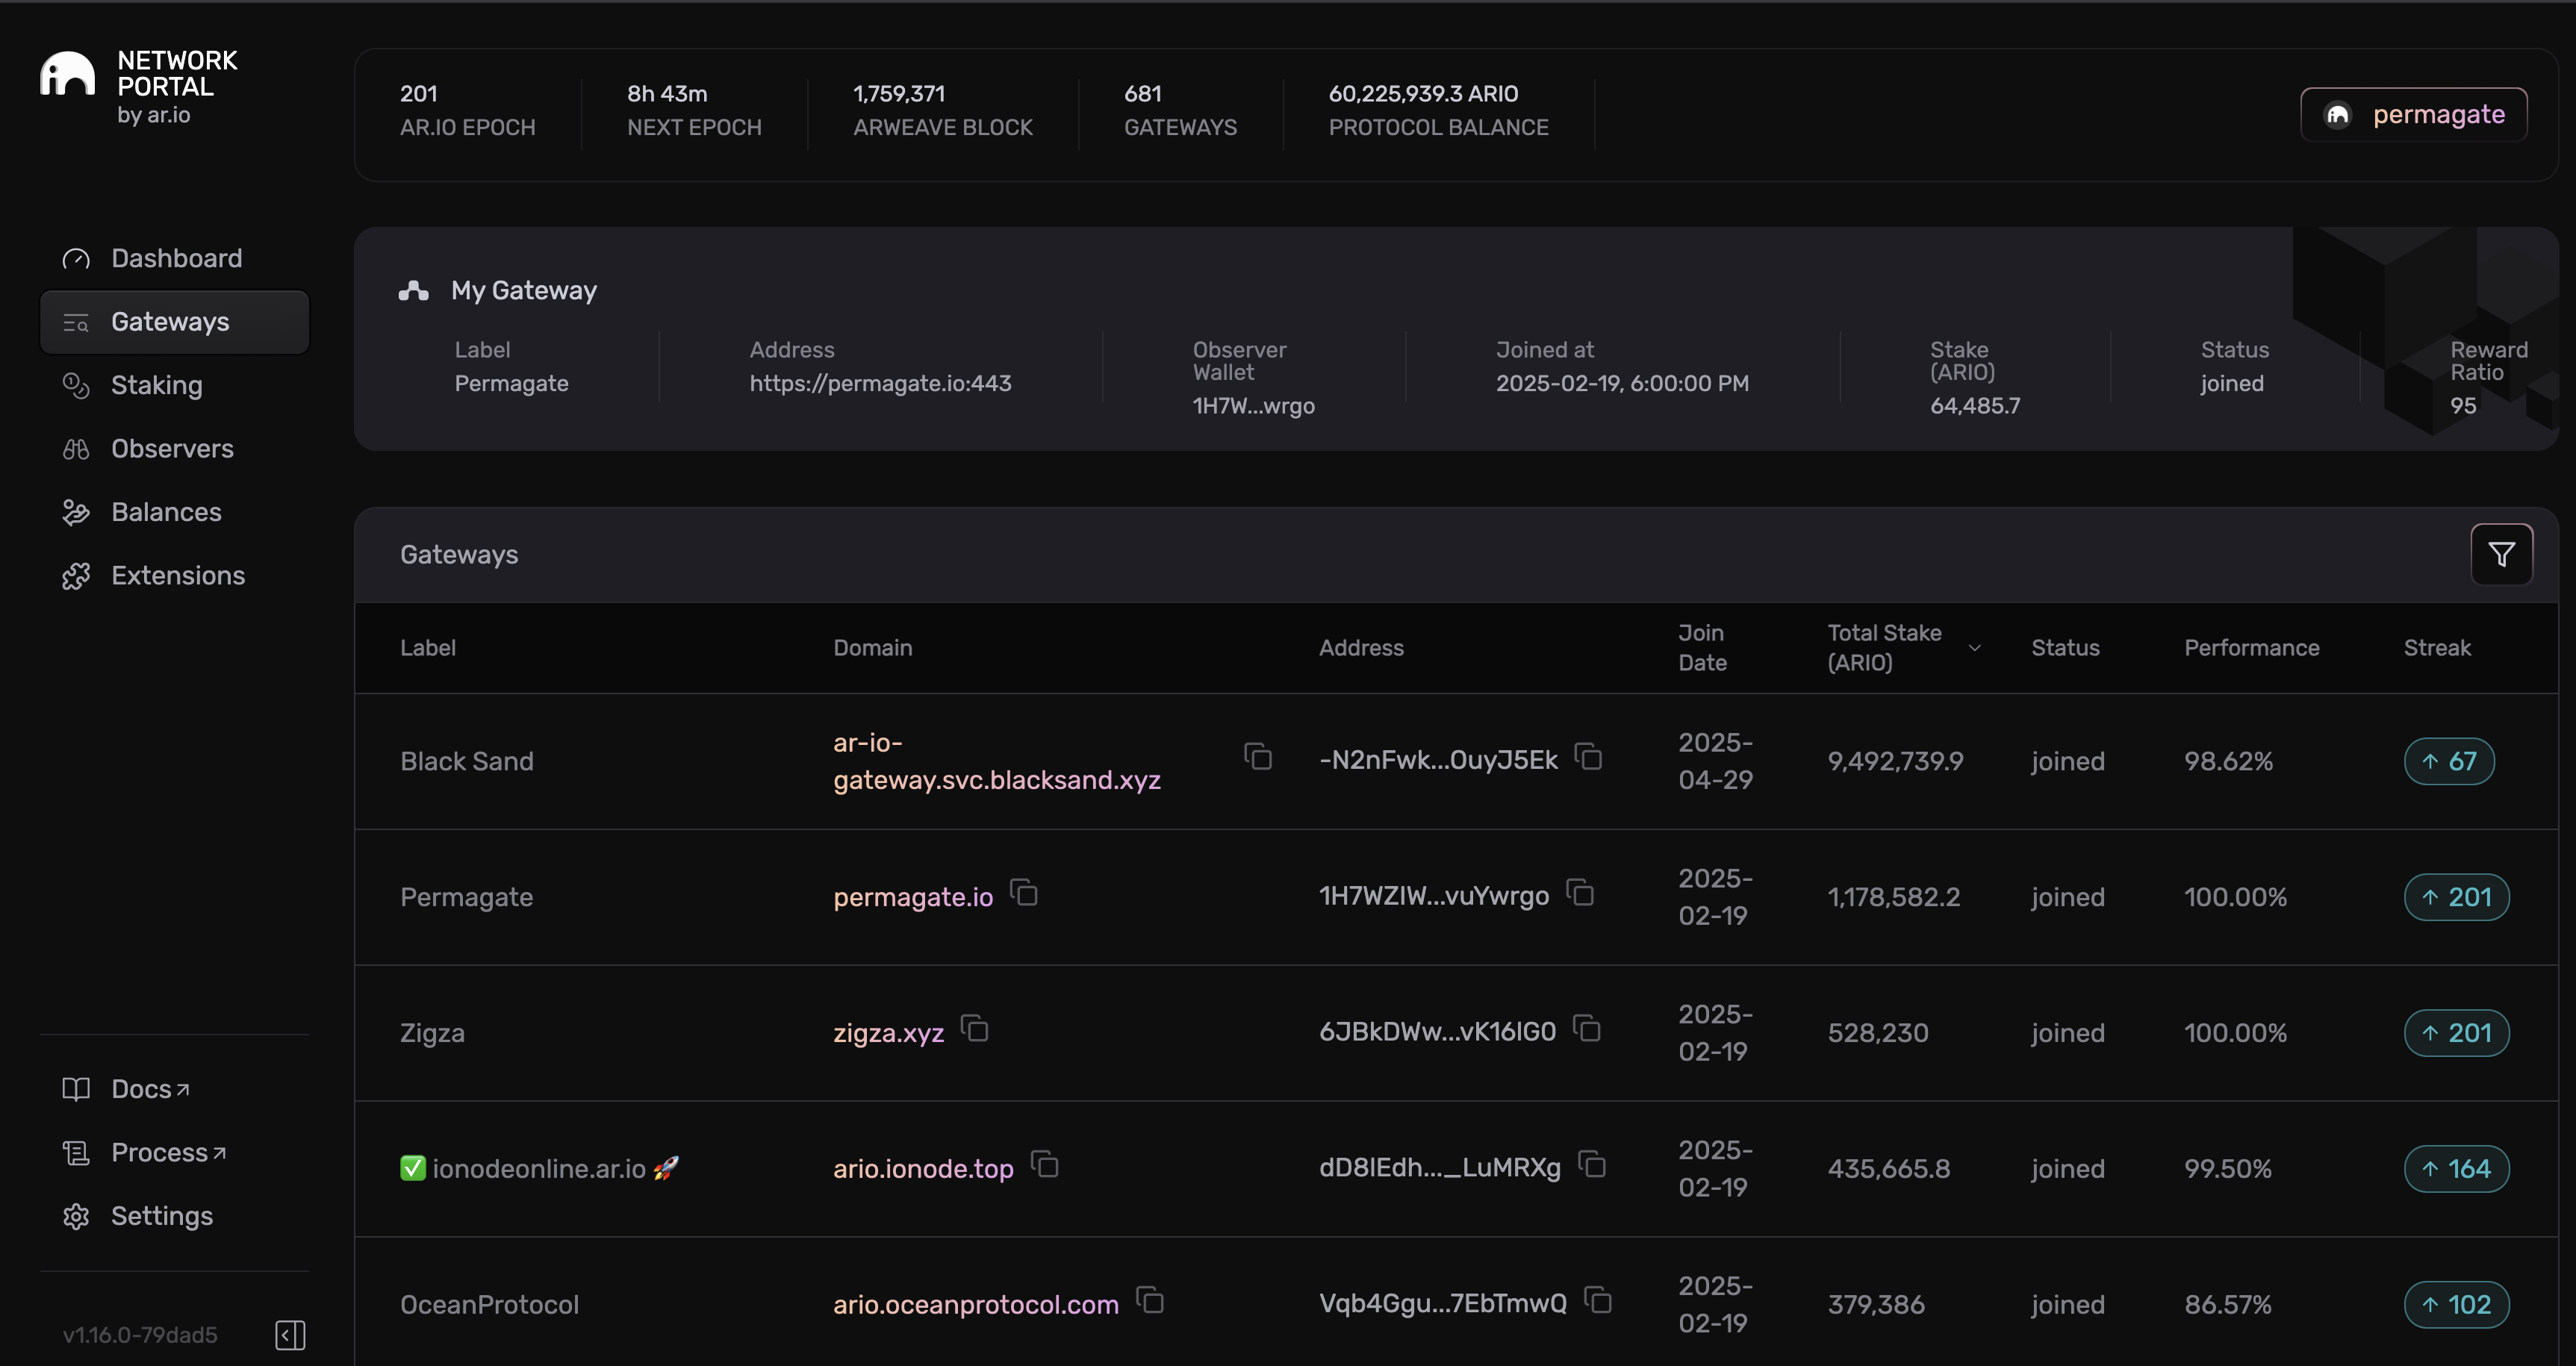 NETWORK
PORTAL
by ar.io
201
AR.IO EPOCH
8h 43m
NEXT EPOCH
1,759,371
ARWEAVE BLOCK
681
GATEWAYS
60,225,939.3 ARIO
PROTOCOL BALANCE
permagate
Dashboard
Gateways
Staking
Observers
Balances
Extensions
Docs
Process
Settings
v1.16.0-79dad5
My Gateway
Label
Permagate
Address
https://permagate.io:443
Observer
Wallet
1H7W...wrgo
Joined at
2025-02-19, 6:00:00 PM
Stake
(ARIO)
64,485.7
Status
joined
Reward
Ratio
95
Gateways
Label
Domain
Address
Join
Date
Total Stake
(ARIO)
Status
Performance
Streak
Black Sand
ar-io-
gateway.svc.blacksand.xyz
-N2nFwk...OuyJ5Ek
2025-
04-29
9,492,739.9
joined
98.62%
↑ 67
Permagate
permagate.io
1H7WZIW...vuYwrgo
2025-
02-19
1,178,582.2
joined
100.00%
↑ 201
Zigza
zigza.xyz
6JBkDWw...vK16lG0
2025-
02-19
528,230
joined
100.00%
↑ 201
✅ ionodeonline.ar.io 🚀
ario.ionode.top
dD8lEdh..._LuMRXg
2025-
02-19
435,665.8
joined
99.50%
↑ 164
OceanProtocol
ario.oceanprotocol.com
Vqb4Ggu...7EbTmwQ
2025-
02-19
379,386
joined
86.57%
↑ 102